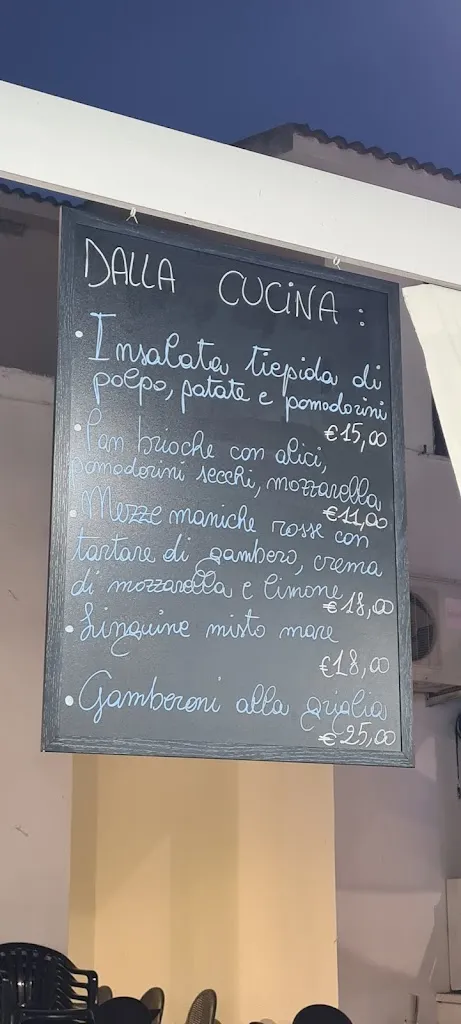 DALLA CUCINA :
• Insalata tiepida di
polpo, patate e pomodorini
€15,00
• Pan brioche con alici,
pomodorini secchi, mozzarella
€11,00
• Mezze maniche rosse con
tartare di gambero, crema
di mozzarella e limone
€18,00
• Linguine misto mare
€18,00
• Gamberoni alla griglia
€25,00